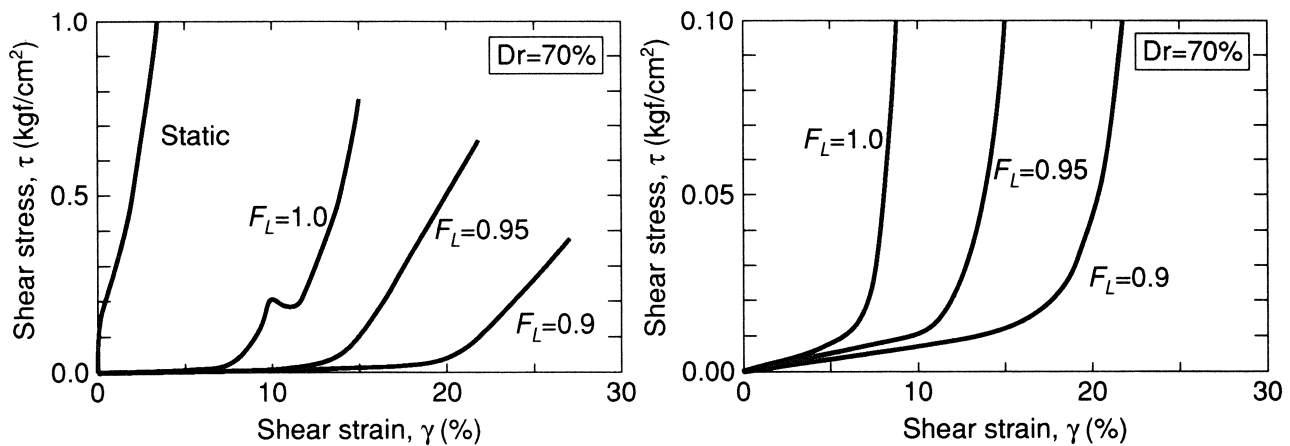 Shear stress, τ (kgf/cm²)
1.0
0.5
0.0
Dr=70%
Static
F_L=1.0
F_L=0.95
F_L=0.9
0 10 20 30
Shear strain, γ (%)
Shear stress, τ (kgf/cm²)
0.10
0.05
0.00
Dr=70%
F_L=1.0
F_L=0.95
F_L=0.9
0 10 20 30
Shear strain, γ (%)